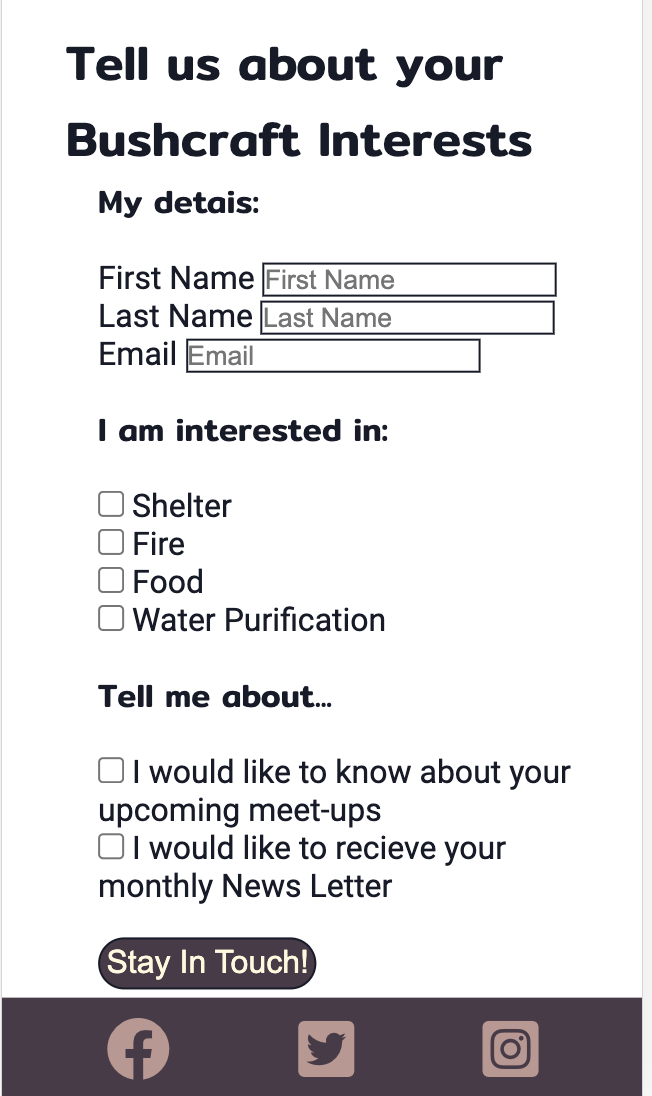 Tell us about your
Bushcraft Interests
My detais:
First Name First Name
Last Name Last Name
Email Email
I am interested in:
Shelter
Fire
Food
Water Purification
Tell me about...
I would like to know about your
upcoming meet-ups
I would like to recieve your
monthly News Letter
Stay In Touch!